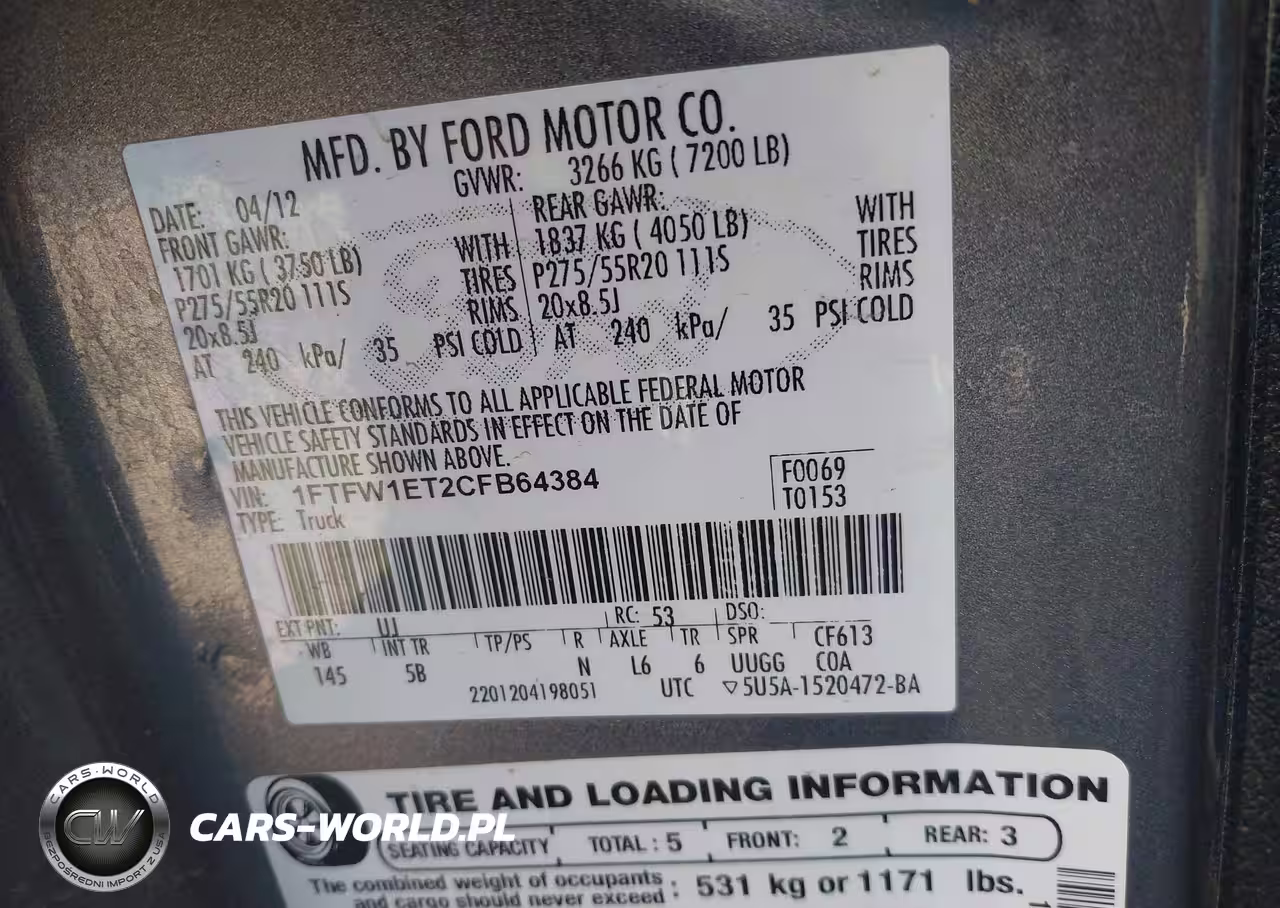 MFD. BY FORD MOTOR CO.
DATE: 04/12
GVWR: 3266 KG ( 7200 LB)
FRONT GAWR:
1701 KG ( 3750 LB) WITH
P275/55R20 111S TIRES
20x8.5J RIMS
AT 240 kPa/ 35 PSI COLD
REAR GAWR: WITH
1837 KG ( 4050 LB) TIRES
P275/55R20 111S RIMS
20x8.5J
AT 240 kPa/ 35 PSI COLD
THIS VEHICLE CONFORMS TO ALL APPLICABLE FEDERAL MOTOR
VEHICLE SAFETY STANDARDS IN EFFECT ON THE DATE OF
MANUFACTURE SHOWN ABOVE.
VIN: 1FTFW1ET2CFB64384
TYPE: Truck
F0069
T0153
EXT PNT: UJ RC: 53 DSO:
WB INT TR TP/PS R AXLE TR SPR CF613
145 5B N L6 6 UUGG COA
2201204198051 UTC ▽5U5A-1520472-BA
TIRE AND LOADING INFORMATION
SEATING CAPACITY TOTAL : 5 FRONT: 2 REAR: 3
The combined weight of occupants
and cargo should never exceed : 531 kg or 1171 lbs.
CARS-WORLD
CW
BEZPOŚREDNI IMPORT Z USA
CARS-WORLD.PL